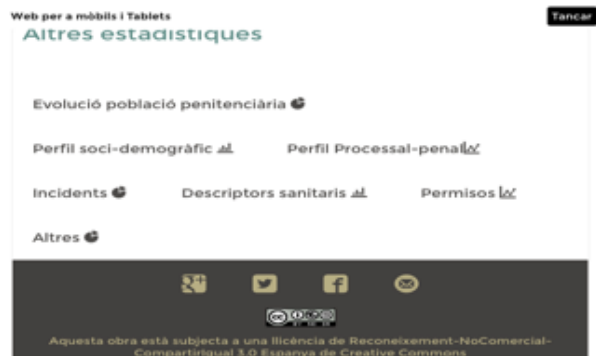 Web per a mòbils i Tablets
Tancar
Altres estadístiques
Evolució població penitenciària
Perfil soci-demogràfic Perfil Processal-penal
Incidents Descriptors sanitaris Permisos
Altres
Aquesta obra està subjecta a una llicència de Reconeixement-NoComercial-
CompartirIgual 3.0 Espanya de Creative Commons